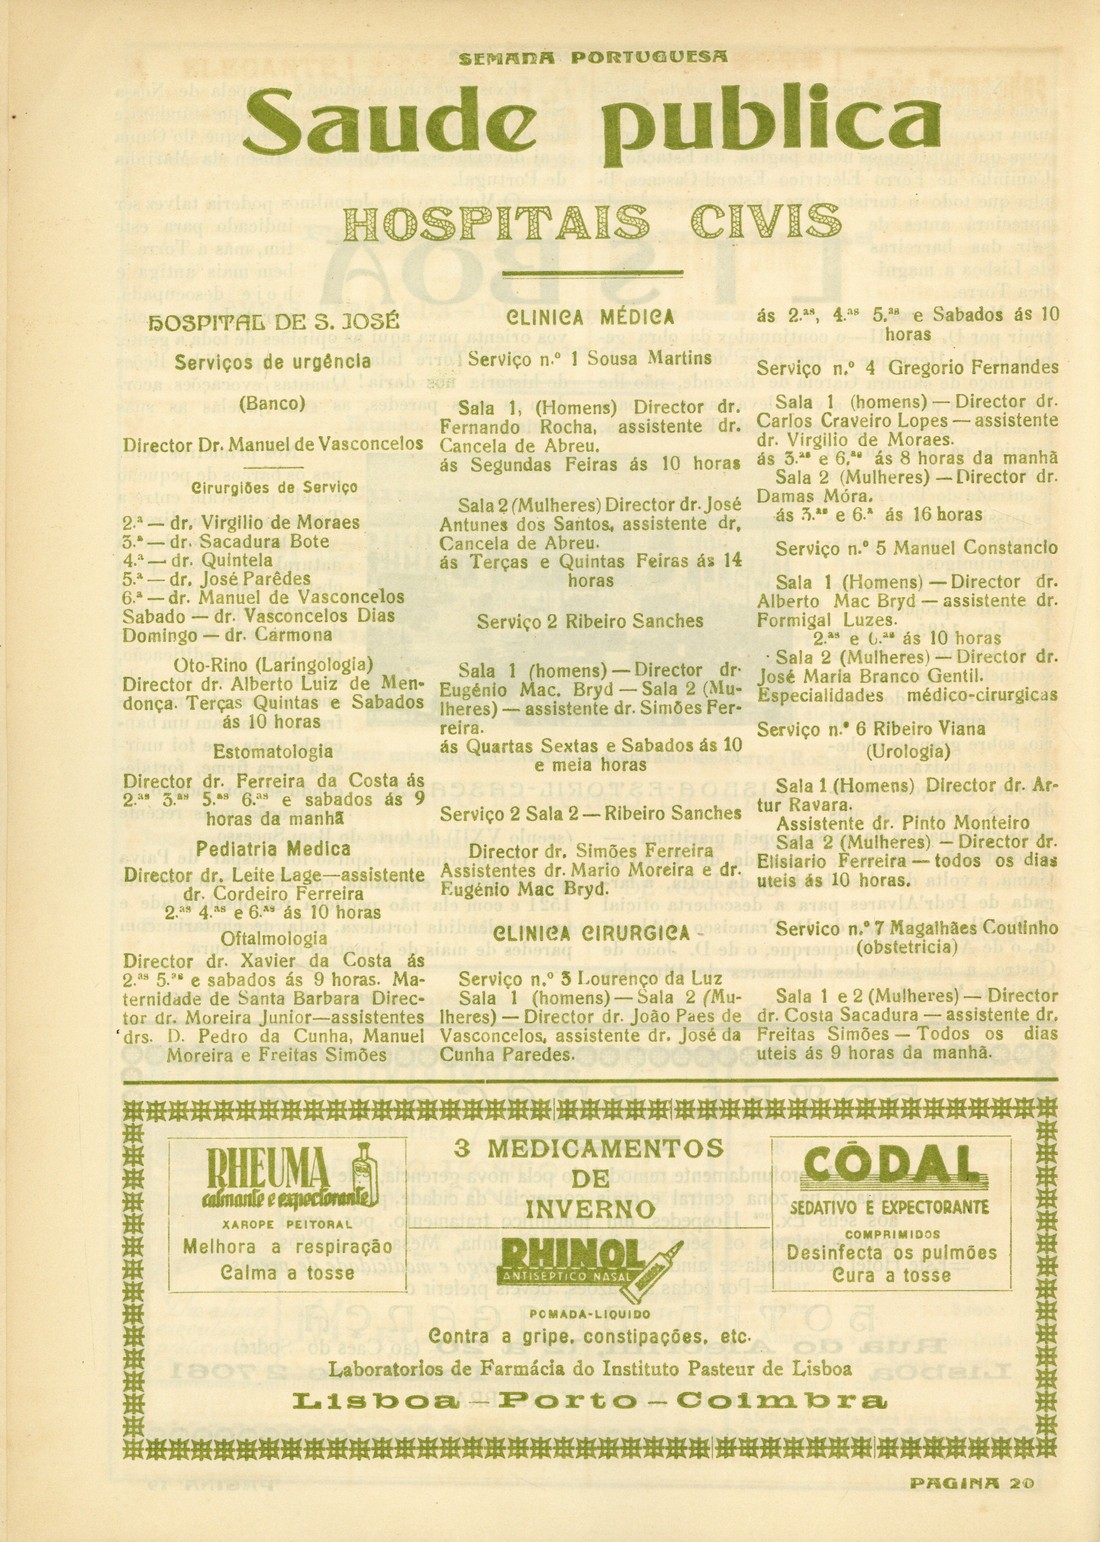 SEMANA PORTUGUESA
Saude publica
HOSPITAIS CIVIS
HOSPITAL DE S. JOSÉ
Serviços de urgência
(Banco)
Director Dr. Manuel de Vasconcelos
Cirurgiões de Serviço
2.ª — dr. Virgilio de Moraes
3.ª — dr. Sacadura Bote
4.ª — dr. Quintela
5.ª — dr. José Parêdes
6.ª — dr. Manuel de Vasconcelos
Sabado — dr. Vasconcelos Dias
Domingo — dr. Carmona
Oto-Rino (Laringologia)
Director dr. Alberto Luiz de Men-
donça. Terças Quintas e Sabados
ás 10 horas
Estomatologia
Director dr. Ferreira da Costa ás
2.as 3.as 5.as 6.as e sabados ás 9
horas da manhã
Pediatria Medica
Director dr. Leite Lage—assistente
dr. Cordeiro Ferreira
2.as 4.as e 6.as ás 10 horas
Oftalmologia
Director dr. Xavier da Costa ás
2.as 5.as e sabados ás 9 horas. Ma-
ternidade de Santa Barbara Direc-
tor dr. Moreira Junior—assistentes
drs. D. Pedro da Cunha, Manuel
Moreira e Freitas Simões
CLINICA MÉDICA
Serviço n.º 1 Sousa Martins
Sala 1, (Homens) Director dr.
Fernando Rocha, assistente dr.
Cancela de Abreu.
ás Segundas Feiras ás 10 horas
Sala 2 (Mulheres) Director dr. José
Antunes dos Santos, assistente dr,
Cancela de Abreu.
ás Terças e Quintas Feiras ás 14
horas
Serviço 2 Ribeiro Sanches
Sala 1 (homens) — Director dr.
Eugénio Mac. Bryd — Sala 2 (Mu-
lheres) — assistente dr. Simões Fer-
reira.
ás Quartas Sextas e Sabados ás 10
e meia horas
Serviço 2 Sala 2 — Ribeiro Sanches
Director dr. Simões Ferreira
Assistentes dr. Mario Moreira e dr.
Eugénio Mac Bryd.
CLINICA CIRURGICA
Serviço n.º 3 Lourenço da Luz
Sala 1 (homens) — Sala 2 (Mu-
lheres) — Director dr. João Paes de
Vasconcelos, assistente dr. José da
Cunha Paredes.
ás 2.as, 4.as 5.as e Sabados ás 10
horas
Serviço n.º 4 Gregorio Fernandes
Sala 1 (homens) — Director dr.
Carlos Craveiro Lopes — assistente
dr. Virgilio de Moraes.
ás 3.as e 6.as ás 8 horas da manhã
Sala 2 (Mulheres) — Director dr.
Damas Móra.
ás 3.as e 6.ª ás 16 horas
Serviço n.º 5 Manuel Constancio
Sala 1 (Homens) — Director dr.
Alberto Mac Bryd — assistente dr.
Formigal Luzes.
2.as e 6.as ás 10 horas
Sala 2 (Mulheres) — Director dr.
José Maria Branco Gentil.
Especialidades médico-cirurgicas
Serviço n.º 6 Ribeiro Viana
(Urologia)
Sala 1 (Homens) Director dr. Ar-
tur Ravara.
Assistente dr. Pinto Monteiro
Sala 2 (Mulheres) — Director dr.
Elisiario Ferreira — todos os dias
uteis ás 10 horas.
Servico n.º 7 Magalhães Coutinho
(obstetricia)
Sala 1 e 2 (Mulheres) — Director
dr. Costa Sacadura — assistente dr.
Freitas Simões — Todos os dias
uteis ás 9 horas da manhã.
RHEUMA
calmante e expectorante
XAROPE PEITORAL
Melhora a respiração
Calma a tosse
3 MEDICAMENTOS
DE
INVERNO
RHINOL
ANTISEPTICO NASAL
POMADA-LIQUIDO
Contra a gripe, constipações, etc.
CÓDAL
SEDATIVO E EXPECTORANTE
COMPRIMIDOS
Desinfecta os pulmões
Cura a tosse
Laboratorios de Farmácia do Instituto Pasteur de Lisboa
Lisboa — Porto — Coimbra
PAGINA 20